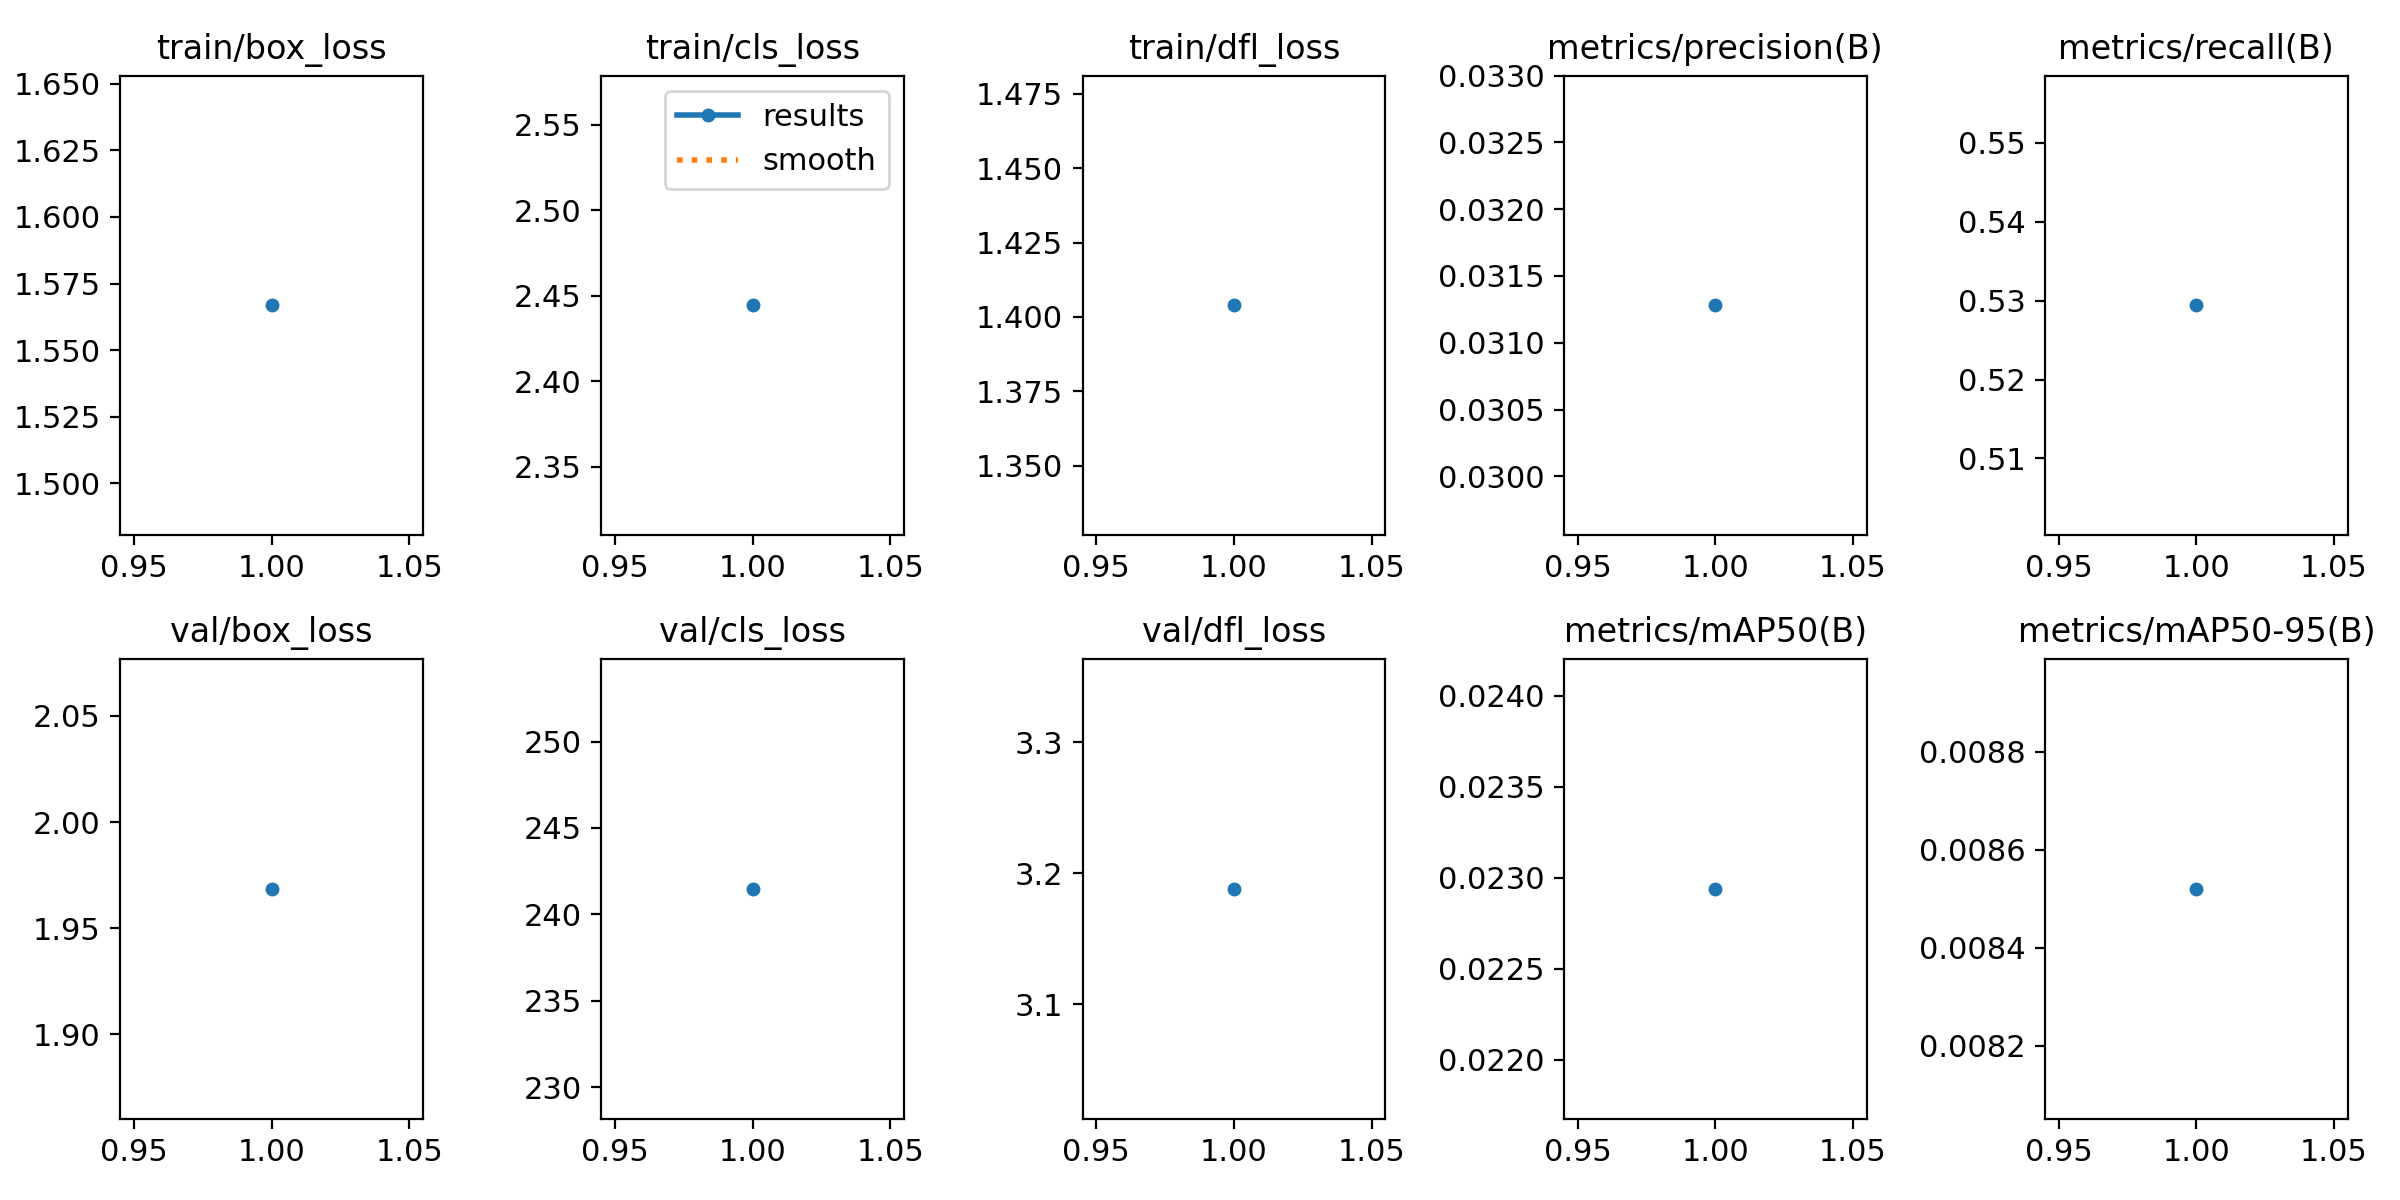 train/box_loss
1.650
1.625
1.600
1.575
1.550
1.525
1.500
0.95 1.00 1.05
train/cls_loss
results
smooth
2.55
2.50
2.45
2.40
2.35
0.95 1.00 1.05
train/dfl_loss
1.475
1.450
1.425
1.400
1.375
1.350
0.95 1.00 1.05
metrics/precision(B)
0.0330
0.0325
0.0320
0.0315
0.0310
0.0305
0.0300
0.95 1.00 1.05
metrics/recall(B)
0.55
0.54
0.53
0.52
0.51
0.95 1.00 1.05
val/box_loss
2.05
2.00
1.95
1.90
0.95 1.00 1.05
val/cls_loss
250
245
240
235
230
0.95 1.00 1.05
val/dfl_loss
3.3
3.2
3.1
0.95 1.00 1.05
metrics/mAP50(B)
0.0240
0.0235
0.0230
0.0225
0.0220
0.95 1.00 1.05
metrics/mAP50-95(B)
0.0088
0.0086
0.0084
0.0082
0.95 1.00 1.05